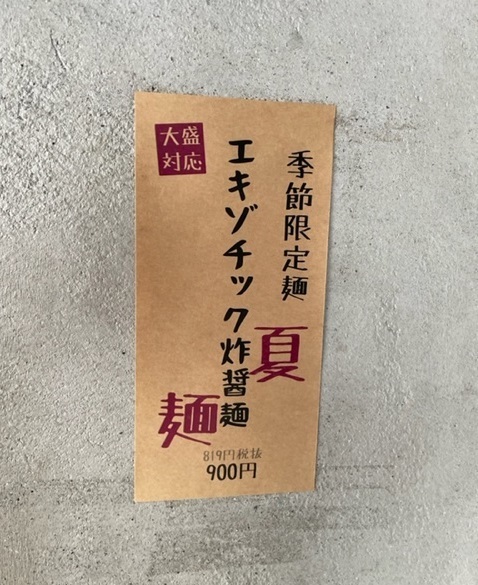 季節限定麺
夏
エキゾチック炸醤麺
麺
大盛
対応
819円税抜
900円